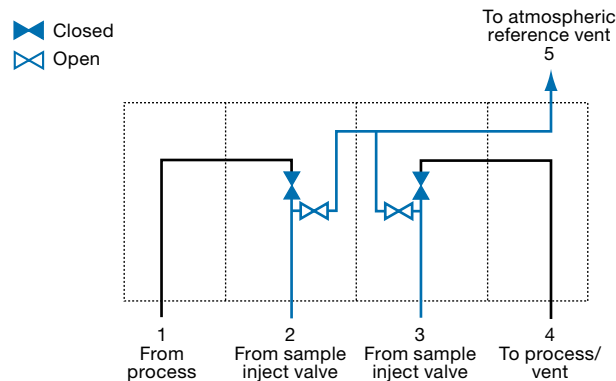 Closed
Open
To atmospheric
reference vent
5
1
From
process
2
From sample
inject valve
3
From sample
inject valve
4
To process/
vent